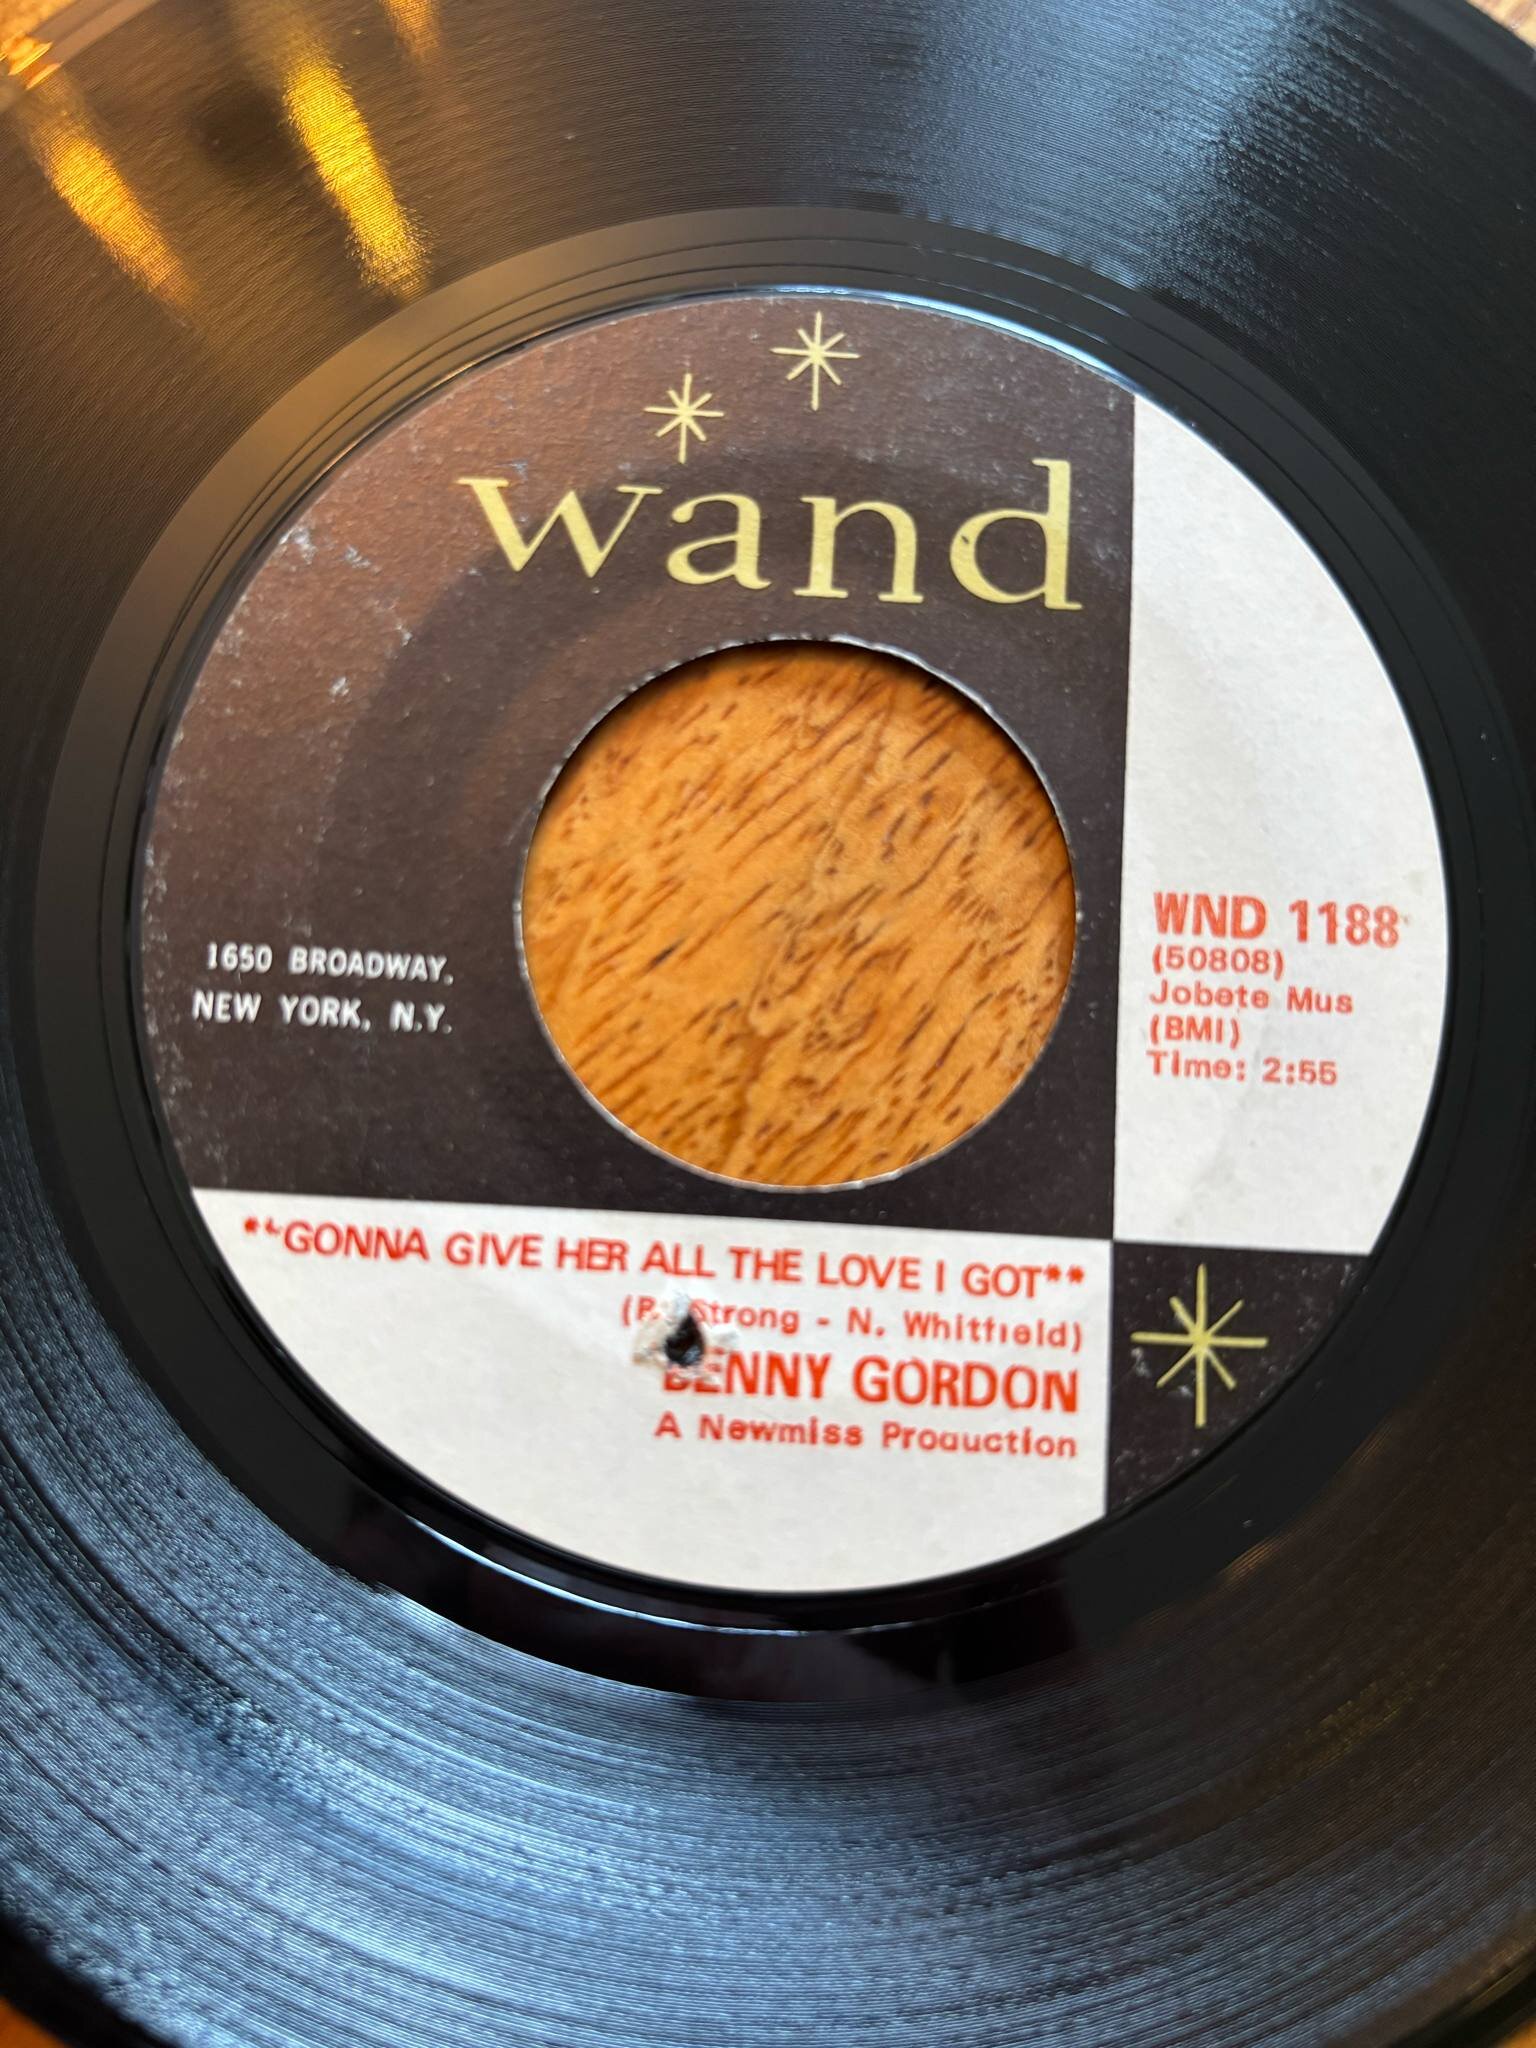 wand
1650 BROADWAY,
NEW YORK, N.Y.
WND 1188
(50808)
Jobete Mus
(BMI)
Time: 2:55
**GONNA GIVE HER ALL THE LOVE I GOT**
Strong - N. Whitfield)
BENNY GORDON
A Newmiss Production